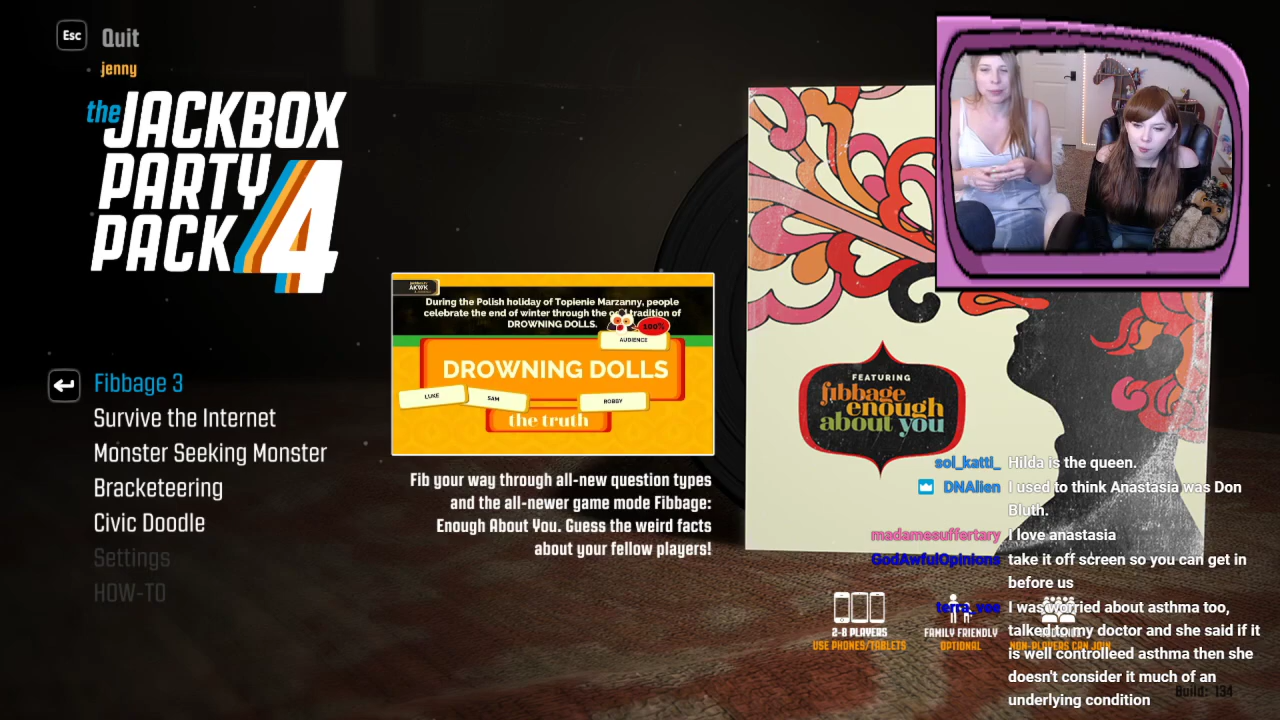 Esc Quit
jenny
the JACKBOX
PARTY
PACK 4
Fibbage 3
Survive the Internet
Monster Seeking Monster
Bracketeering
Civic Doodle
Settings
HOW-TO
AKWK
During the Polish holiday of Topienie Marzanny, people
celebrate the end of winter through the tradition of
DROWNING DOLLS.
100%
AUDIENCE
DROWNING DOLLS
LUKE
SAM
BOBBY
the truth
Fib your way through all-new question types
and the all-newer game mode Fibbage:
Enough About You. Guess the weird facts
about your fellow players!
FEATURING
fibbage
enough
about you
2-8 PLAYERS
USE PHONES/TABLETS
FAMILY FRIENDLY
OPTIONAL
NON-PLAYERS CAN JOIN
sol_katti_ Hilda is the queen.
DNAlien I used to think Anastasia was Don
Bluth.
madamesuffertary I love anastasia
GodAwfulOpinions take it off screen so you can get in
before us
terra_vee I was worried about asthma too,
talked to my doctor and she said if it
is well controlleed asthma then she
doesn't consider it much of an
underlying condition
Build: 134